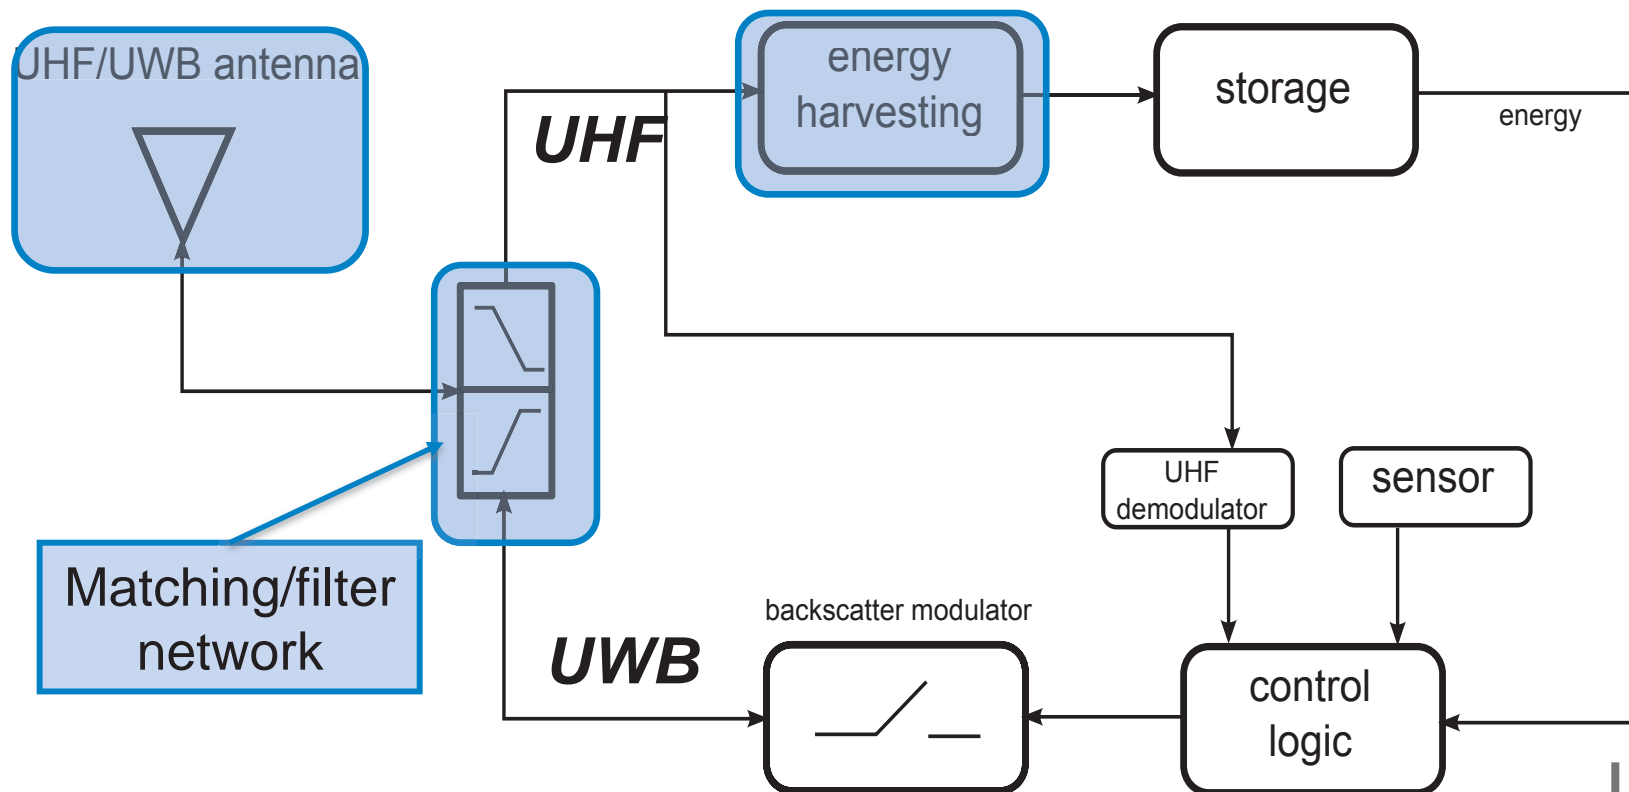 UHF/UWB antenna
energy
harvesting
storage
energy
UHF
UHF
demodulator
sensor
Matching/filter
network
backscatter modulator
UWB
control
logic